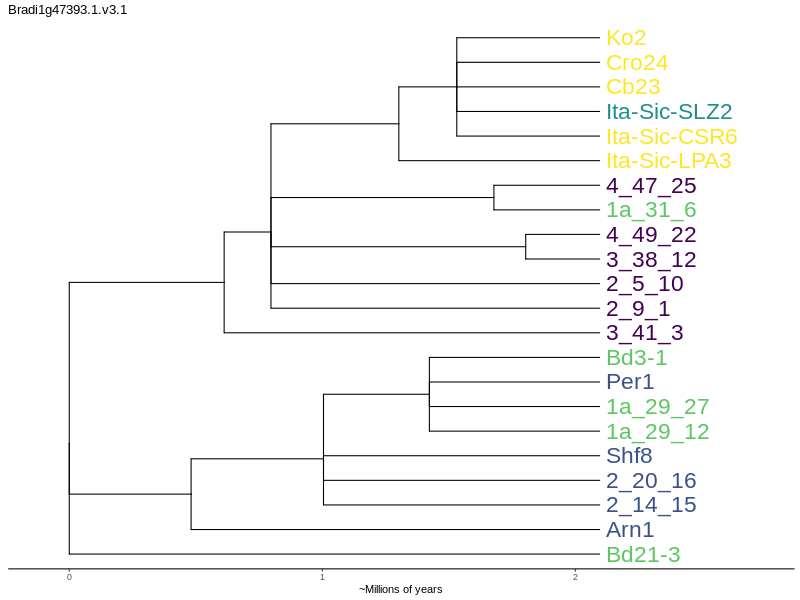 Bradi1g47393.1.v3.1
Ko2
Cro24
Cb23
Ita-Sic-SLZ2
Ita-Sic-CSR6
Ita-Sic-LPA3
4_47_25
1a_31_6
4_49_22
3_38_12
2_5_10
2_9_1
3_41_3
Bd3-1
Per1
1a_29_27
1a_29_12
Shf8
2_20_16
2_14_15
Arn1
Bd21-3
0 1 2
~Millions of years